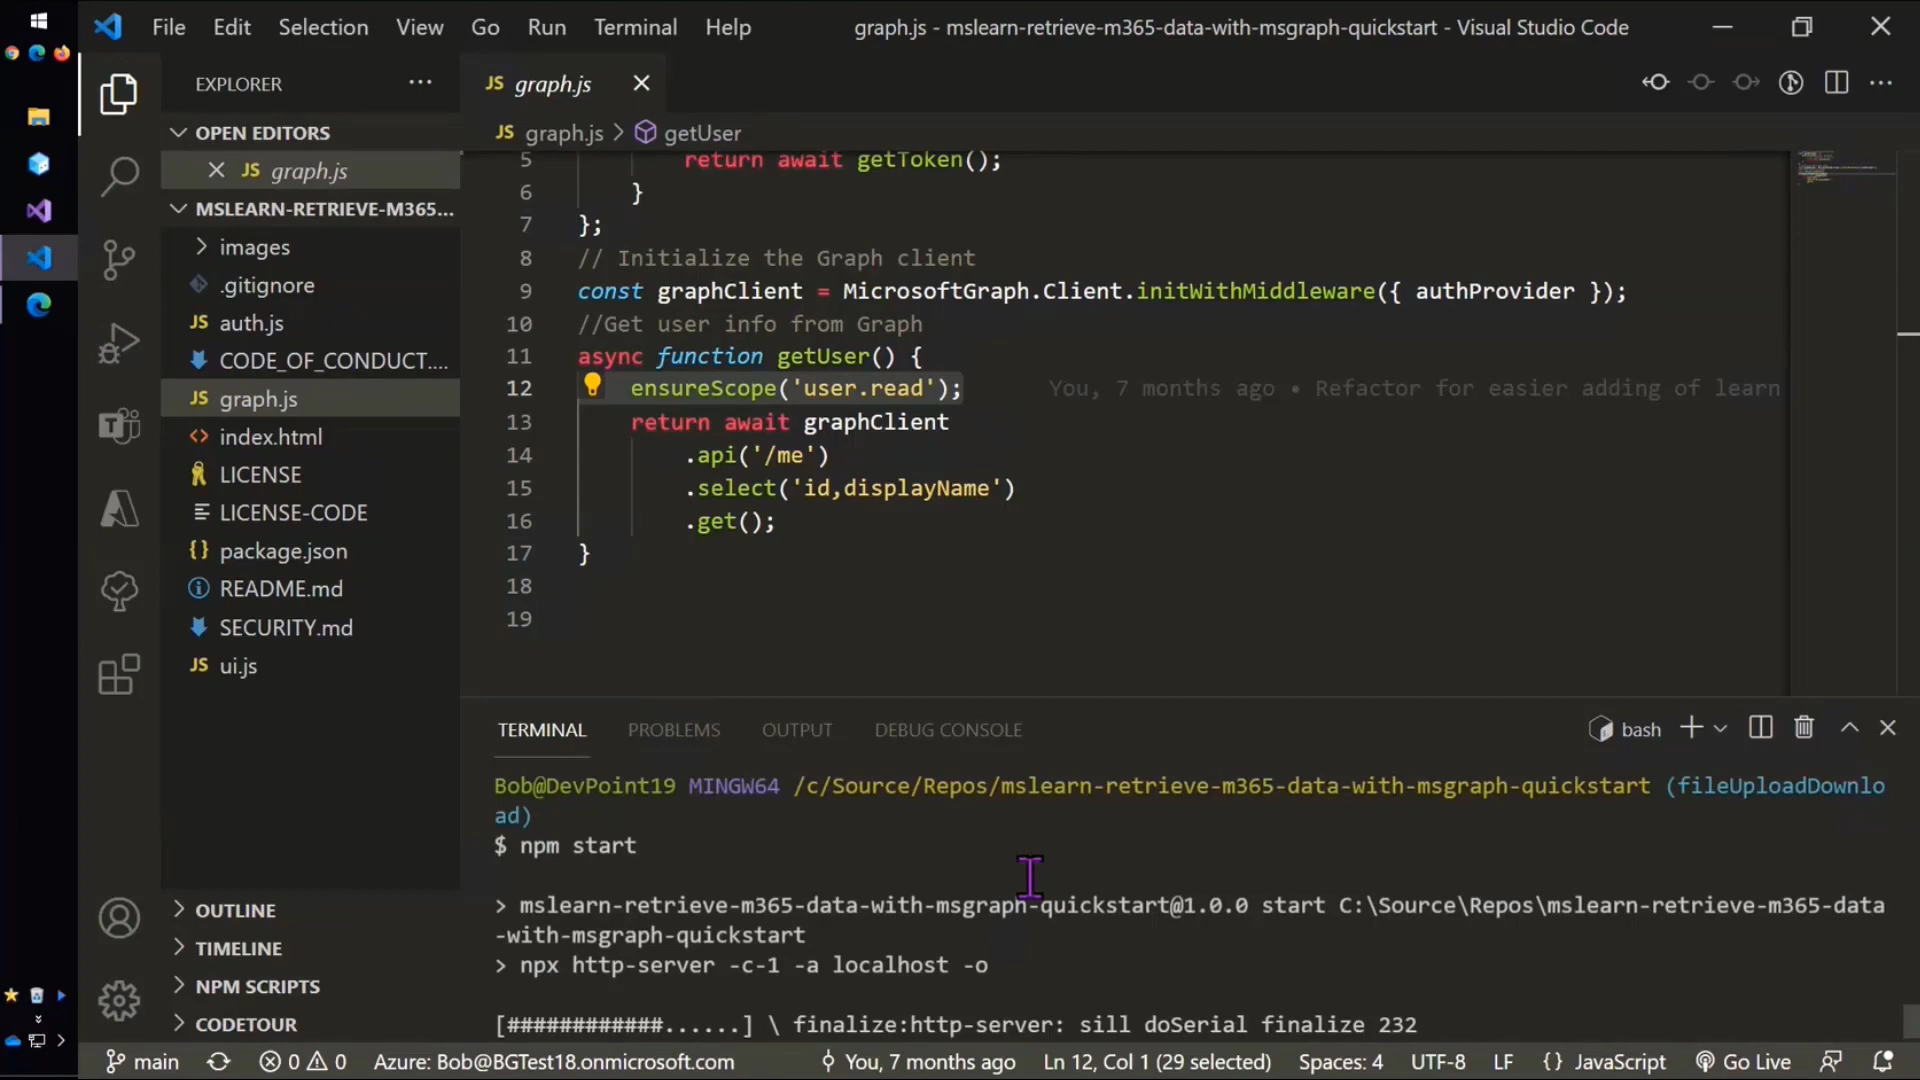 File Edit Selection View Go Run Terminal Help
graph.js - mslearn-retrieve-m365-data-with-msgraph-quickstart - Visual Studio Code
EXPLORER
OPEN EDITORS
JS graph.js
MSLEARN-RETRIEVE-M365...
images
.gitignore
JS auth.js
CODE_OF_CONDUCT....
JS graph.js
<> index.html
LICENSE
LICENSE-CODE
{} package.json
README.md
SECURITY.md
JS ui.js
OUTLINE
TIMELINE
NPM SCRIPTS
CODETOUR
JS graph.js
JS graph.js > getUser
5 return await getToken();
6 }
7 };
8 // Initialize the Graph client
9 const graphClient = MicrosoftGraph.Client.initWithMiddleware({ authProvider });
10 //Get user info from Graph
11 async function getUser() {
12 ensureScope('user.read'); You, 7 months ago • Refactor for easier adding of learn
13 return await graphClient
14 .api('/me')
15 .select('id,displayName')
16 .get();
17 }
18
19
TERMINAL PROBLEMS OUTPUT DEBUG CONSOLE
bash
Bob@DevPoint19 MINGW64 /c/Source/Repos/mslearn-retrieve-m365-data-with-msgraph-quickstart (fileUploadDownlo
ad)
$ npm start
> mslearn-retrieve-m365-data-with-msgraph-quickstart@1.0.0 start C:\Source\Repos\mslearn-retrieve-m365-data
-with-msgraph-quickstart
> npx http-server -c-1 -a localhost -o
[############......] \ finalize:http-server: sill doSerial finalize 232
main 0 0 Azure: Bob@BGTest18.onmicrosoft.com You, 7 months ago Ln 12, Col 1 (29 selected) Spaces: 4 UTF-8 LF {} JavaScript Go Live